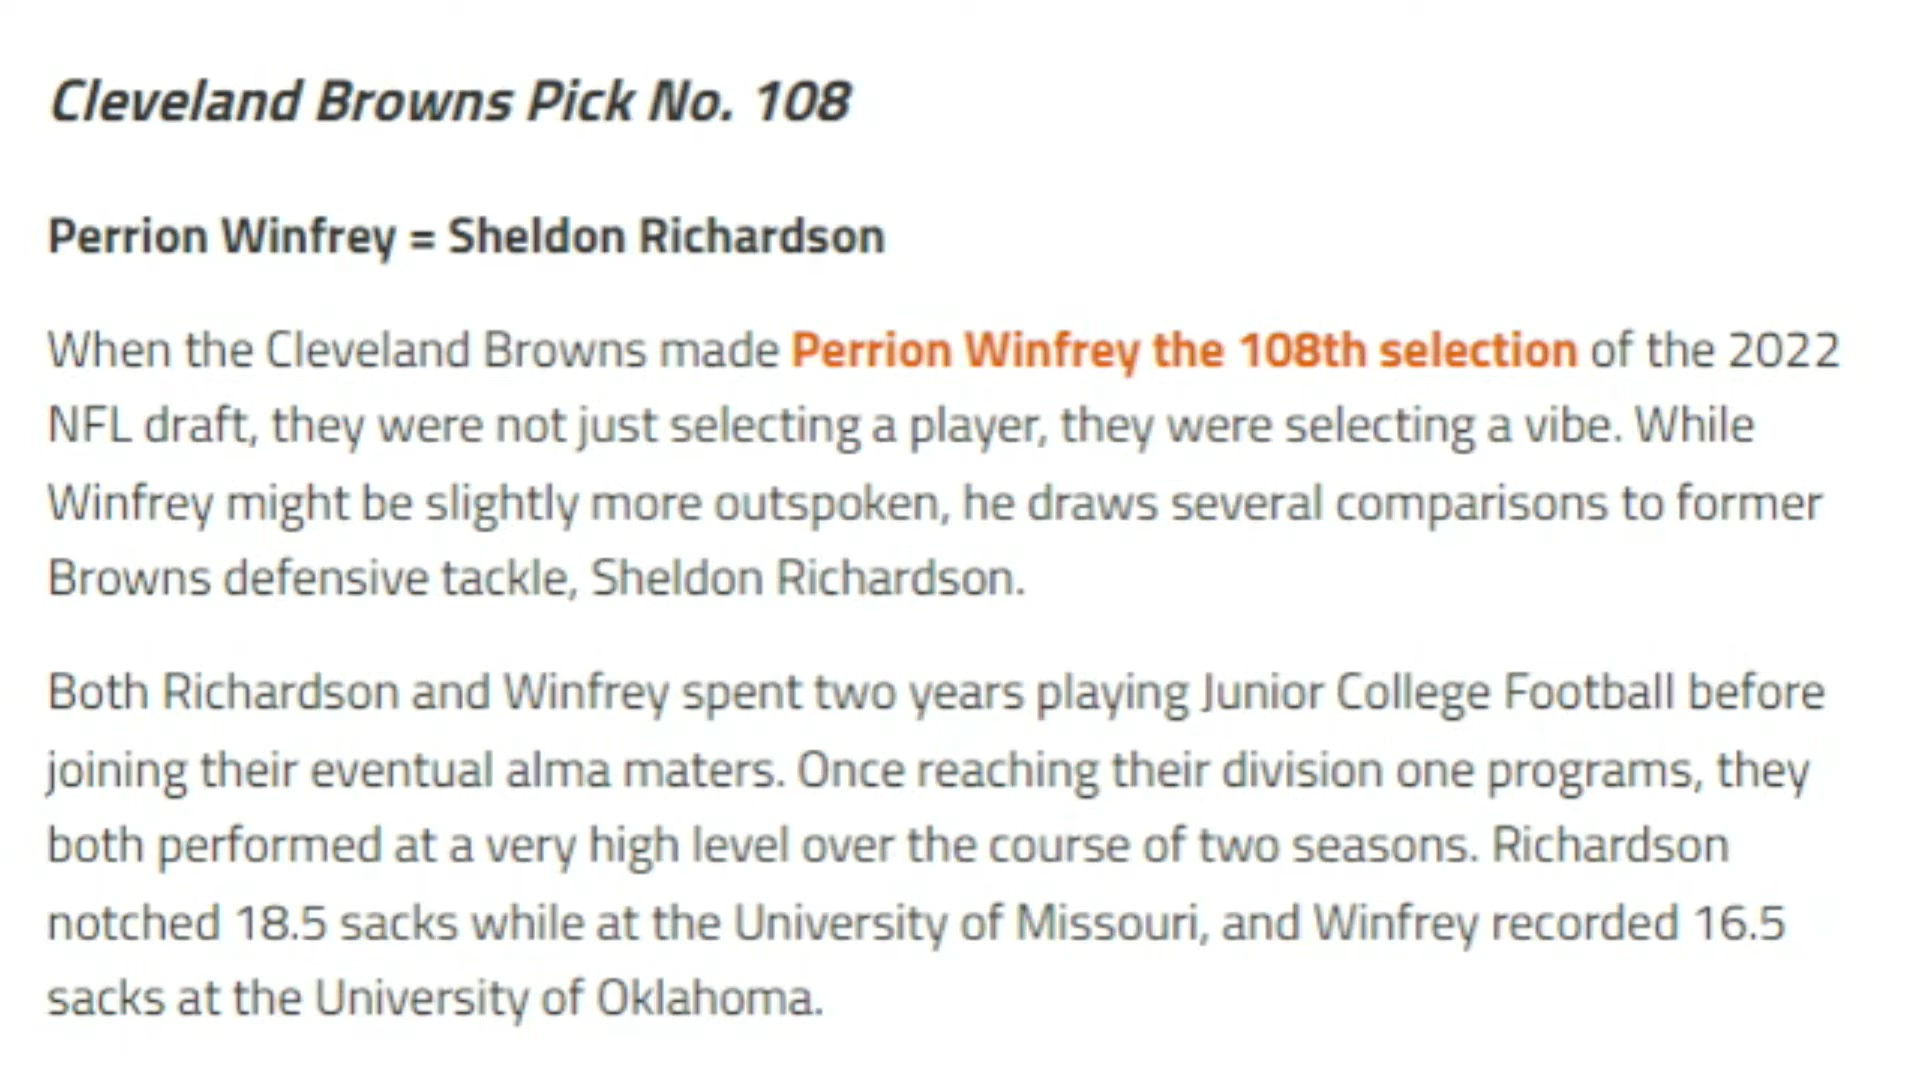 Cleveland Browns Pick No. 108
Perrion Winfrey = Sheldon Richardson
When the Cleveland Browns made Perrion Winfrey the 108th selection of the 2022
NFL draft, they were not just selecting a player, they were selecting a vibe. While
Winfrey might be slightly more outspoken, he draws several comparisons to former
Browns defensive tackle, Sheldon Richardson.
Both Richardson and Winfrey spent two years playing Junior College Football before
joining their eventual alma maters. Once reaching their division one programs, they
both performed at a very high level over the course of two seasons. Richardson
notched 18.5 sacks while at the University of Missouri, and Winfrey recorded 16.5
sacks at the University of Oklahoma.